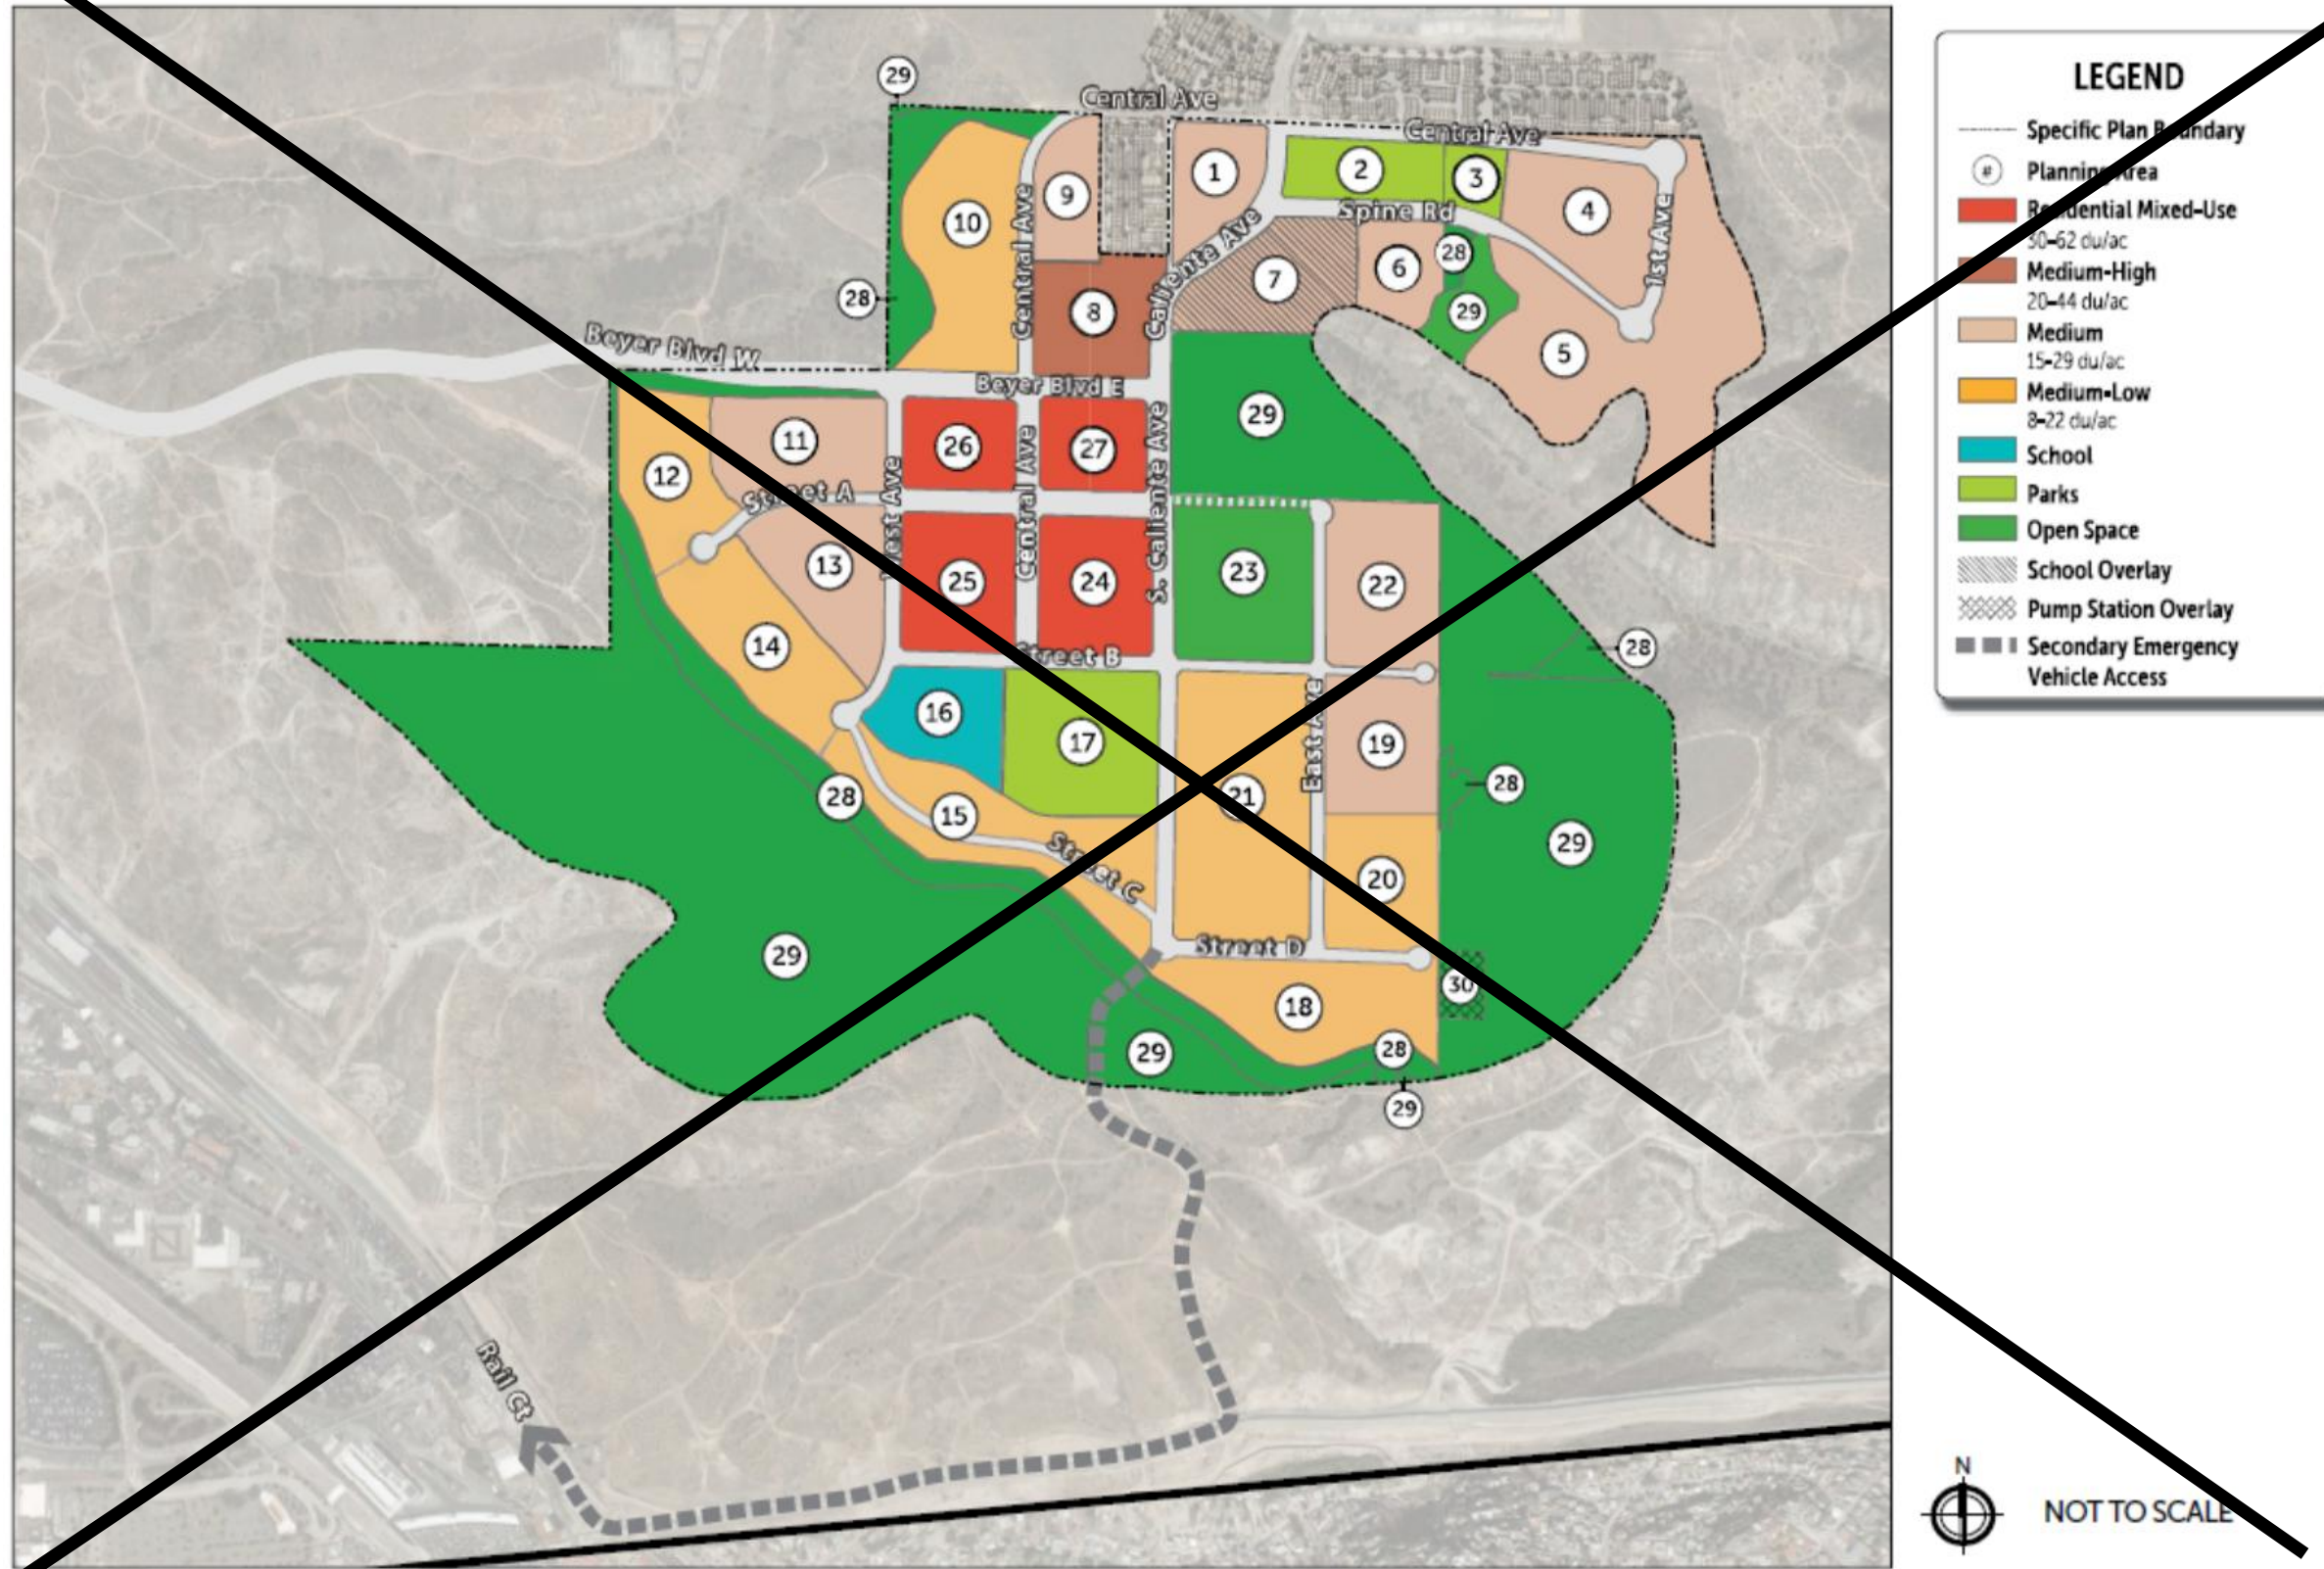 29
Central Ave
Central Ave
1
2
3
4
9
10
Spine Rd
Central Ave
Caliente Ave
1st Ave
28
6
7
29
28
8
5
Beyer Blvd W
Beyer Blvd E
29
11
26
27
12
Street A
West Ave
Central Ave
S. Caliente Ave
13
25
24
23
22
14
28
Street B
16
17
19
East Ave
28
21
28
15
29
Street C
20
Street D
29
30
18
29
28
29
Rail Ct
LEGEND
Specific Plan Boundary
# Planning Area
Residential Mixed-Use
30–62 du/ac
Medium-High
20–44 du/ac
Medium
15–29 du/ac
Medium-Low
8–22 du/ac
School
Parks
Open Space
School Overlay
Pump Station Overlay
Secondary Emergency
Vehicle Access
N
NOT TO SCALE